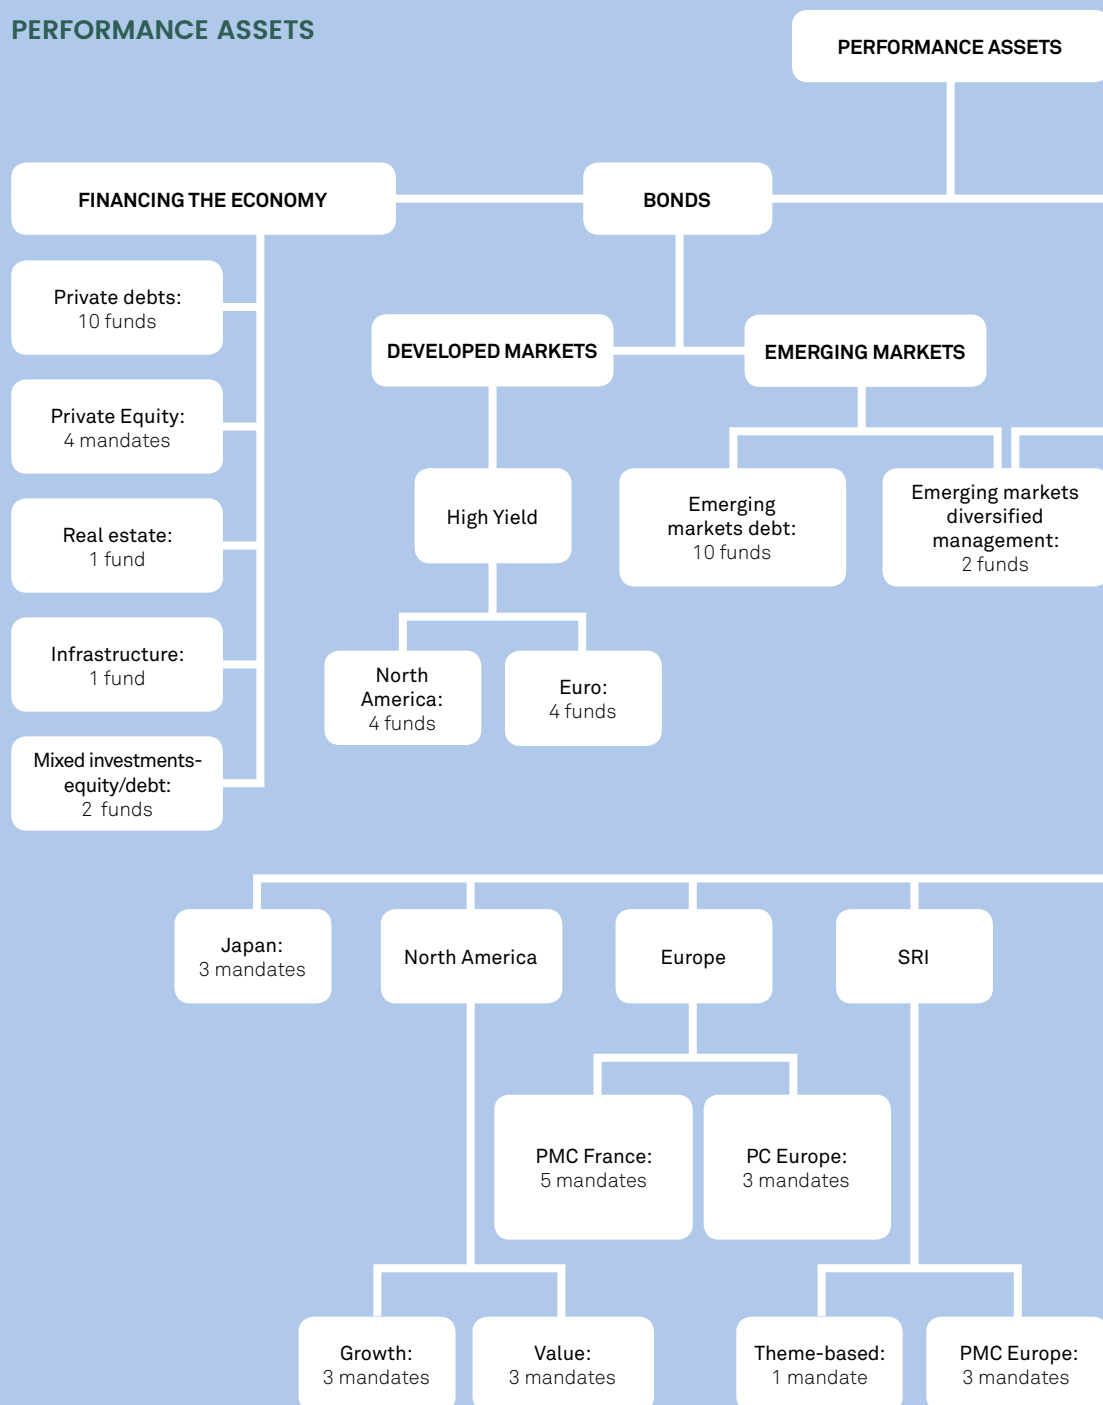 PERFORMANCE ASSETS
PERFORMANCE ASSETS
FINANCING THE ECONOMY
BONDS
Private debts:
10 funds
Private Equity:
4 mandates
Real estate:
1 fund
Infrastructure:
1 fund
Mixed investments-
equity/debt:
2 funds
DEVELOPED MARKETS
EMERGING MARKETS
High Yield
North
America:
4 funds
Euro:
4 funds
Emerging
markets debt:
10 funds
Emerging markets
diversified
management:
2 funds
Japan:
3 mandates
North America
Europe
SRI
PMC France:
5 mandates
PC Europe:
3 mandates
Growth:
3 mandates
Value:
3 mandates
Theme-based:
1 mandate
PMC Europe:
3 mandates